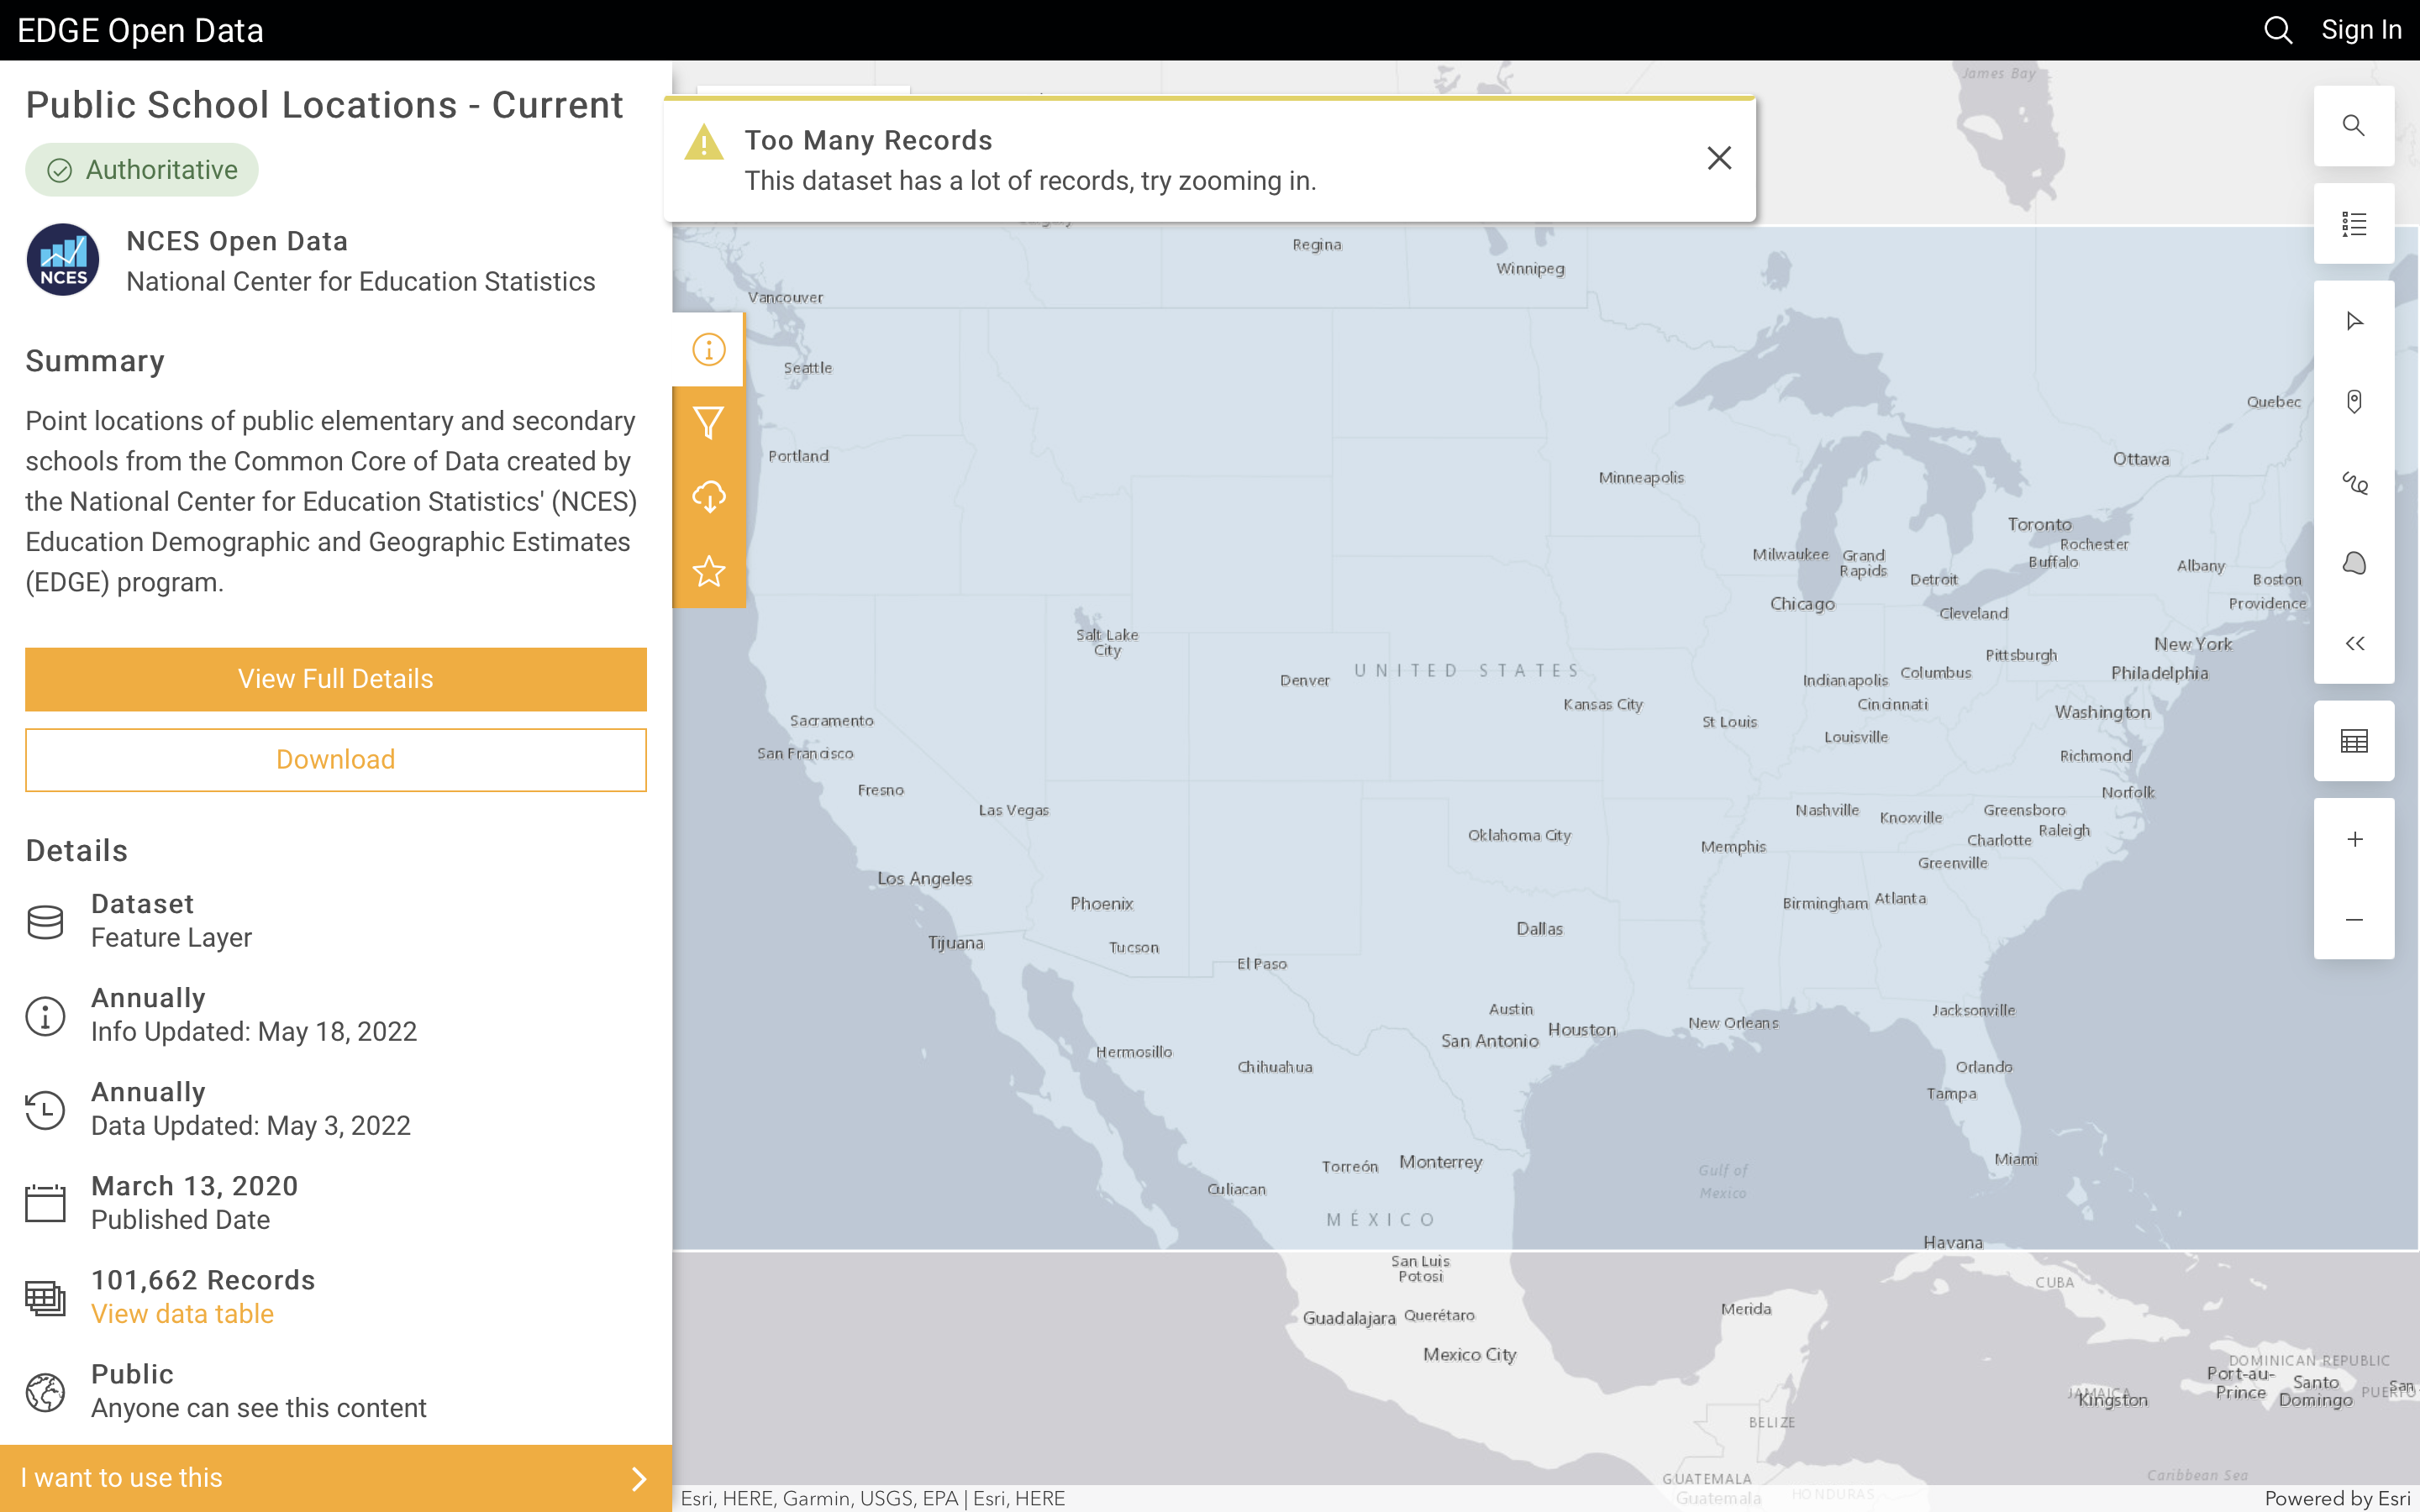 EDGE Open Data
Sign In
Public School Locations - Current
Authoritative
NCES
NCES Open Data
National Center for Education Statistics
Summary
Point locations of public elementary and secondary
schools from the Common Core of Data created by
the National Center for Education Statistics' (NCES)
Education Demographic and Geographic Estimates
(EDGE) program.
View Full Details
Download
Details
Dataset
Feature Layer
Annually
Info Updated: May 18, 2022
Annually
Data Updated: May 3, 2022
March 13, 2020
Published Date
101,662 Records
View data table
Public
Anyone can see this content
I want to use this
Too Many Records
This dataset has a lot of records, try zooming in.
James Bay
Regina
Winnipeg
Vancouver
Seattle
Quebec
Portland
Ottawa
Minneapolis
Toronto
Rochester
Milwaukee
Grand
Rapids
Buffalo
Albany
Detroit
Boston
Chicago
Providence
Cleveland
Salt Lake
City
New York
Pittsburgh
UNITED STATES
Denver
Indianapolis
Columbus
Philadelphia
Kansas City
Cincinnati
Washington
Sacramento
St Louis
Louisville
San Francisco
Richmond
Fresno
Norfolk
Las Vegas
Nashville
Knoxville
Greensboro
Raleigh
Oklahoma City
Charlotte
Memphis
Greenville
Los Angeles
Phoenix
Birmingham
Atlanta
Dallas
Tijuana
Tucson
El Paso
Austin
Jacksonville
Houston
New Orleans
San Antonio
Hermosillo
Chihuahua
Orlando
Tampa
Miami
Torreón
Monterrey
Gulf of
Mexico
Culiacan
MÉXICO
Havana
San Luis
Potosi
CUBA
Merida
Guadalajara
Querétaro
Mexico City
DOMINICAN REPUBLIC
Port-au-
Prince
Santo
Domingo
San
PUERTO
JAMAICA
Kingston
BELIZE
Caribbean Sea
GUATEMALA
Guatemala
HONDURAS
Esri, HERE, Garmin, USGS, EPA | Esri, HERE
Powered by Esri